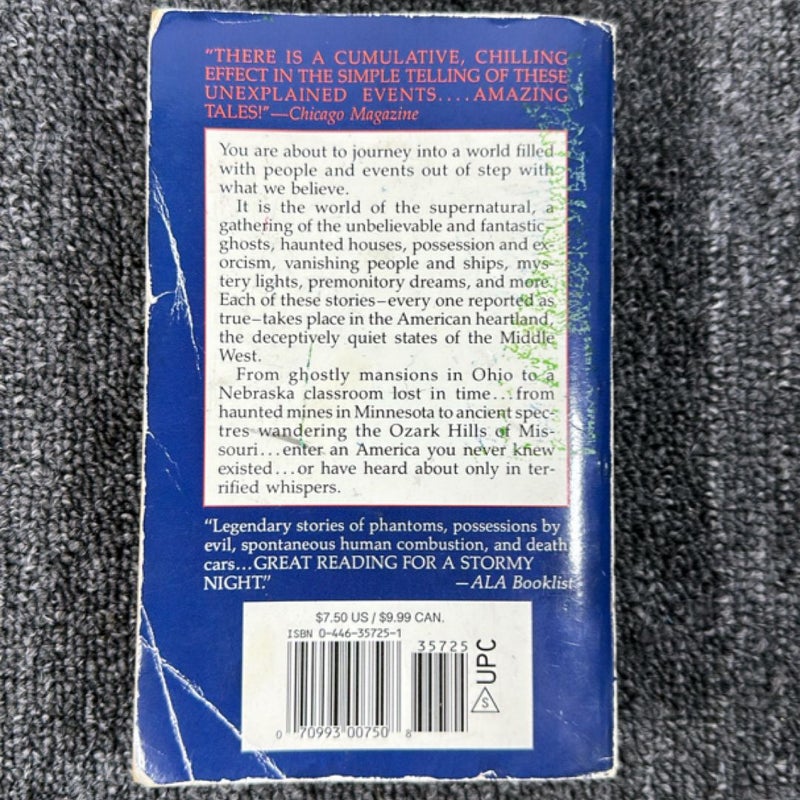 "THERE IS A CUMULATIVE, CHILLING
EFFECT IN THE SIMPLE TELLING OF THESE
UNEXPLAINED EVENTS....AMAZING
TALES!"—Chicago Magazine
You are about to journey into a world filled
with people and events out of step with
what we believe.
It is the world of the supernatural, a
gathering of the unbelievable and fantastic—
ghosts, haunted houses, possession and ex-
orcism, vanishing people and ships, mys-
tery lights, premonitory dreams, and more.
Each of these stories—every one reported as
true—takes place in the American heartland,
the deceptively quiet states of the Middle
West.
From ghostly mansions in Ohio to a
Nebraska classroom lost in time...from
haunted mines in Minnesota to ancient spec-
tres wandering the Ozark Hills of Mis-
souri...enter an America you never knew
existed...or have heard about only in ter-
rified whispers.
"Legendary stories of phantoms, possessions by
evil, spontaneous human combustion, and death
cars...GREAT READING FOR A STORMY
NIGHT." —ALA Booklist
$7.50 US / $9.99 CAN.
ISBN 0-446-35725-1
35725
UPC
S
0 70993 00750 8